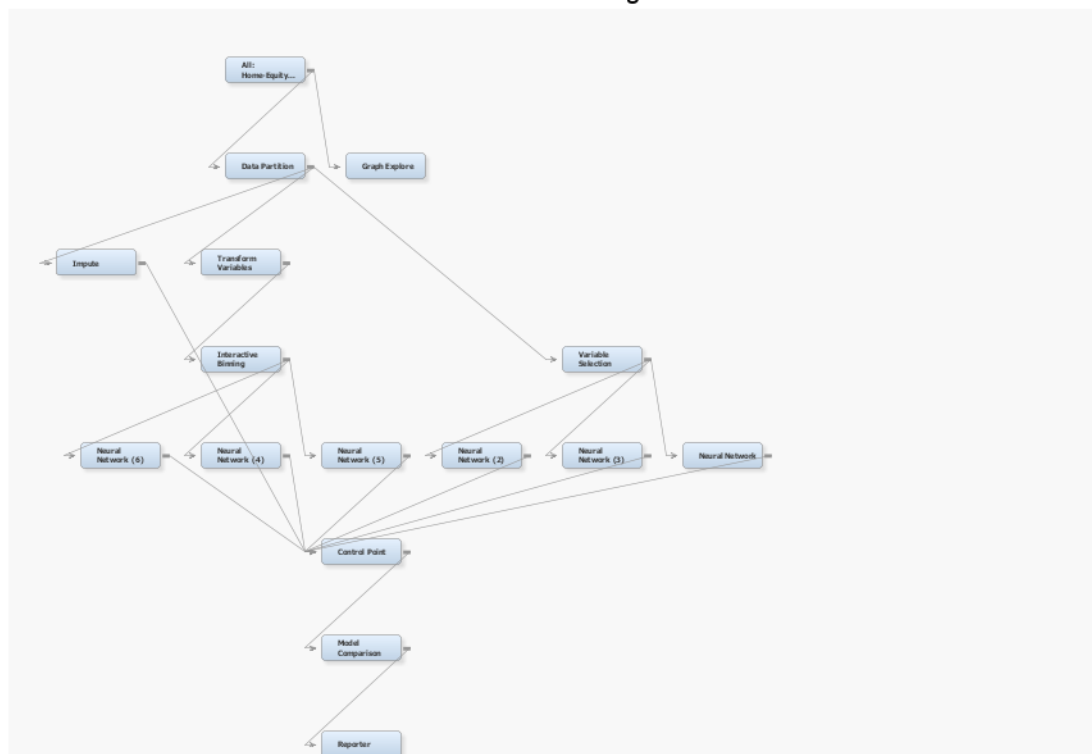 All:
Home-Equity...
Data Partition
Graph Explore
Impute
Transform
Variables
Interactive
Binning
Variable
Selection
Neural
Network (6)
Neural
Network (4)
Neural
Network (5)
Neural
Network (2)
Neural
Network (3)
Neural Network
Control Point
Model
Comparison
Reporter